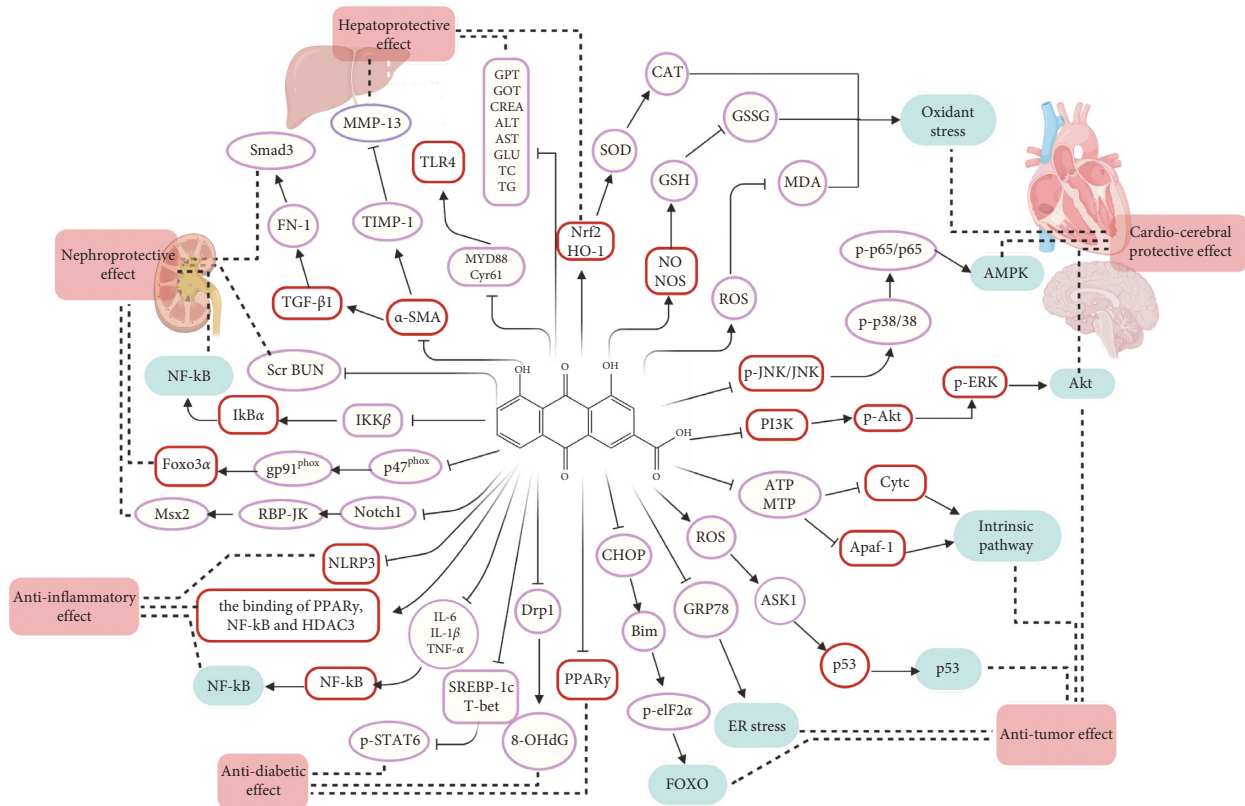 Hepatoprotective
effect
GPT
GOT
CREA
ALT
AST
GLU
TC
TG
CAT
GSSG
Oxidant
stress
MMP-13
Smad3
TLR4
SOD
GSH
MDA
FN-1
TIMP-1
Nrf2
HO-1
MYD88
Cyr61
NO
NOS
ROS
p-p65/p65
AMPK
Cardio-cerebral
protective effect
Nephroprotective
effect
TGF-β1
α-SMA
p-p38/38
NF-kB
Scr BUN
p-JNK/JNK
p-ERK
Akt
IkBα
IKKβ
PI3K
p-Akt
OH
O
OH
O
O
OH
Foxo3α
gp91phox
p47phox
ATP
MTP
Cytc
Intrinsic
pathway
Apaf-1
Msx2
RBP-JK
Notch1
NLRP3
CHOP
ROS
Anti-inflammatory
effect
the binding of PPARy,
NF-kB and HDAC3
IL-6
IL-1β
TNF-α
Drp1
GRP78
ASK1
Bim
p53
p53
NF-kB
NF-kB
SREBP-1c
T-bet
PPARy
p-elF2α
ER stress
Anti-tumor effect
p-STAT6
8-OHdG
FOXO
Anti-diabetic
effect